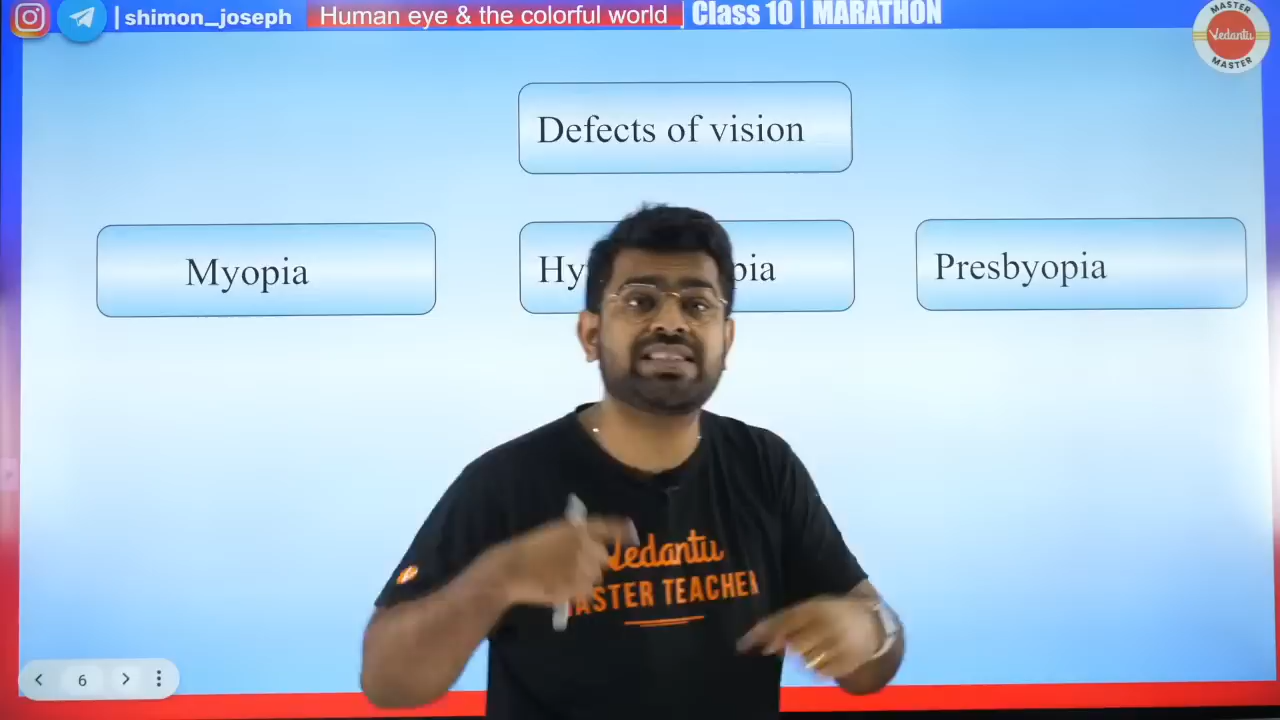 | shimon_joseph Human eye & the colorful world | Class 10 | MARATHON
MASTER
Vedantu
MASTER
Defects of vision
Myopia
Presbyopia
Vedantu
MASTER TEACHER
6